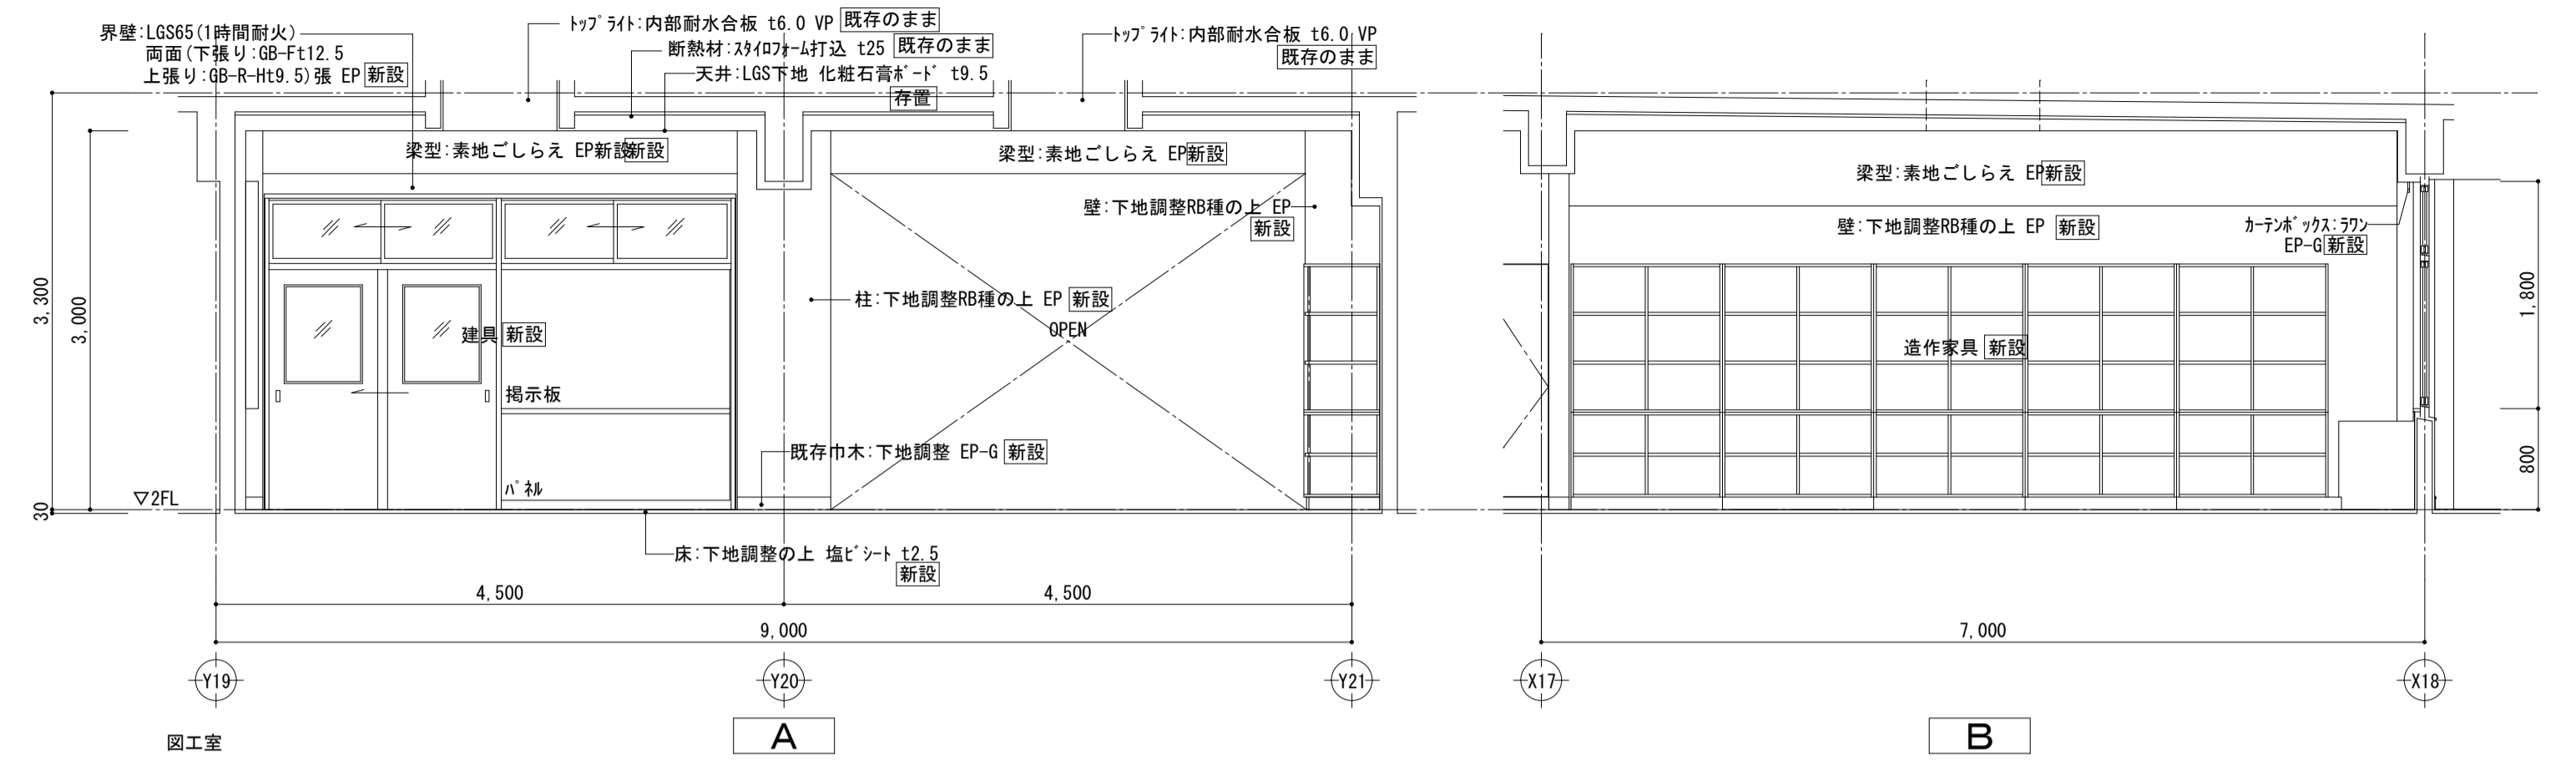 界壁:LGS65(1時間耐火)
両面(下張り:GB-Ft12.5
上張り:GB-R-Ht9.5)張 EP 新設
ﾄｯﾌﾟﾗｲﾄ:内部耐水合板 t6.0 VP 既存のまま
断熱材:ｽﾀｲﾛﾌｫｰﾑ打込 t25 既存のまま
天井:LGS下地 化粧石膏ﾎﾞｰﾄﾞ t9.5
存置
ﾄｯﾌﾟﾗｲﾄ:内部耐水合板 t6.0 VP
既存のまま
梁型:素地ごしらえ EP新設新設
梁型:素地ごしらえ EP新設
梁型:素地ごしらえ EP新設
壁:下地調整RB種の上 EP
新設
壁:下地調整RB種の上 EP 新設
ｶｰﾃﾝﾎﾞｯｸｽ:ﾗﾜﾝ
EP-G新設
柱:下地調整RB種の上 EP 新設
OPEN
建具 新設
造作家具 新設
掲示板
既存巾木:下地調整 EP-G 新設
ﾊﾟﾈﾙ
▽2FL
床:下地調整の上 塩ﾋﾞｼｰﾄ t2.5
新設
3,300
3,000
30
1,800
800
4,500
4,500
9,000
7,000
Y19
Y20
Y21
X17
X18
図工室
A
B